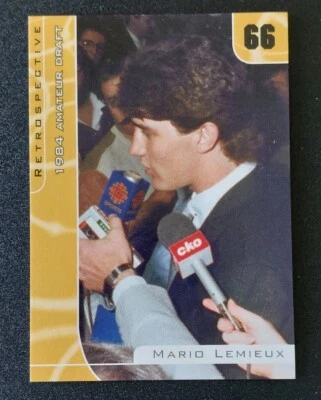 66
RETROSPECTIVE
1984 AMATEUR DRAFT
cko
MARIO LEMIEUX